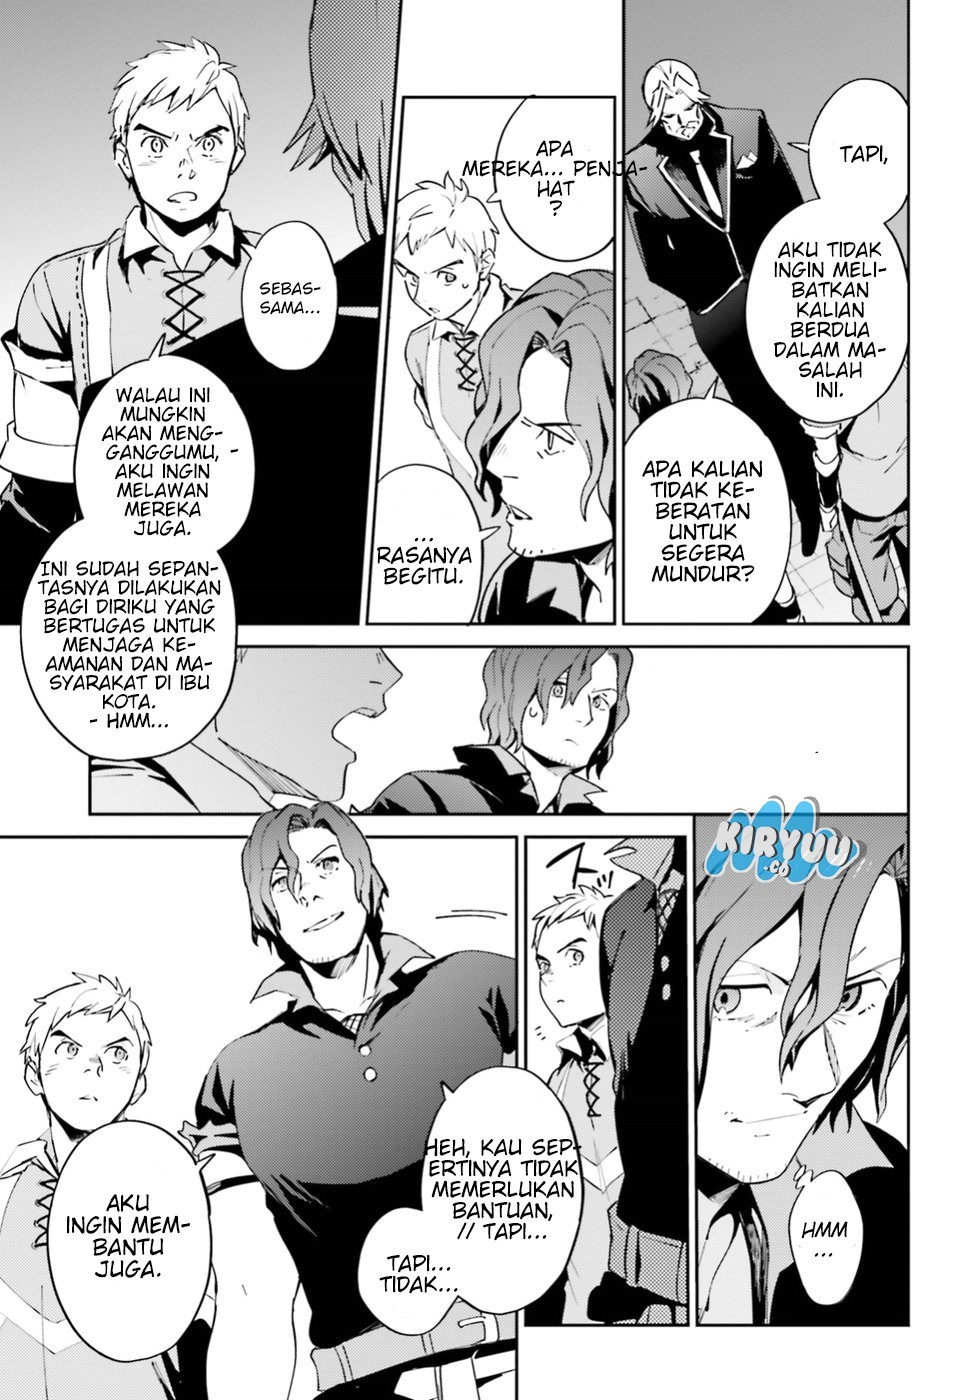 TAPI,
AKU TIDAK
INGIN MELI-
BATKAN
KALIAN
BERDUA
DALAM MA-
SALAH
INI.
APA KALIAN
TIDAK KE-
BERATAN
UNTUK
SEGERA
MUNDUR?
APA
MEREKA... PENJA-
HAT
?
...
RASANYA
BEGITU.
SEBAS-
SAMA...
WALAU INI
MUNGKIN
AKAN MENG-
GANGGUMU, -
AKU INGIN
MELAWAN
MEREKA
JUGA.
INI SUDAH SEPAN-
TASNYA DILAKUKAN
BAGI DIRIKU YANG
BERTUGAS UNTUK
MENJAGA KE-
AMANAN DAN MA-
SYARAKAT DI IBU
KOTA.
- HMM...
KIRYUU
.CO
HMM
...
ドズ
HEH, KAU SEP-
ERTINYA TIDAK
MEMERLUKAN
BANTUAN,
// TAPI...
TAPI...
TIDAK...
AKU
INGIN MEM-
BANTU
JUGA.